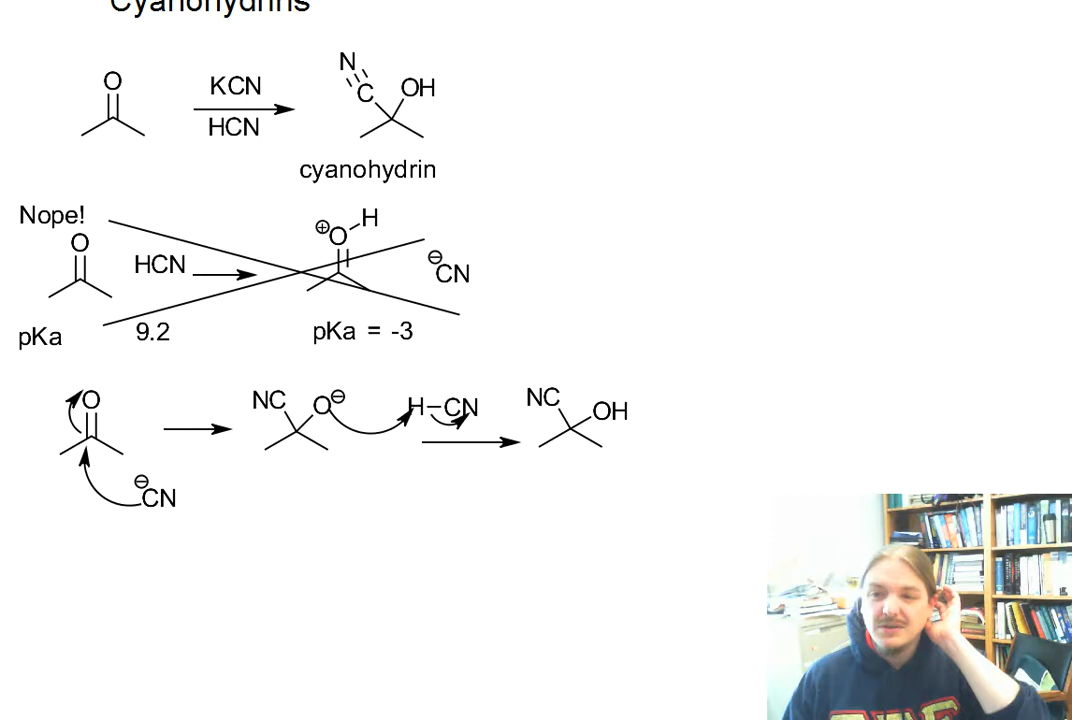 Cyanohydrins
O
KCN
HCN
N
C OH
cyanohydrin
Nope!
O
HCN
⊕O-H
⊖CN
pKa 9.2 pKa = -3
O
⊖CN
NC O⊖
H-CN
NC OH